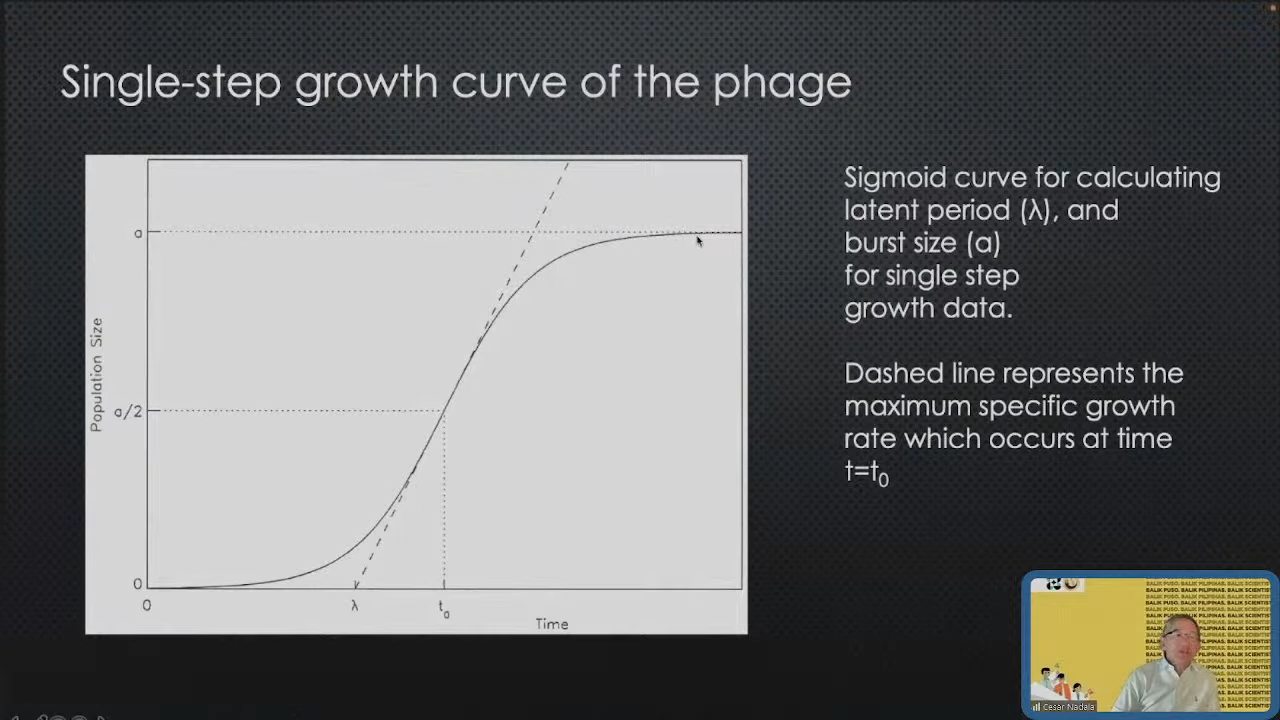 Single-step growth curve of the phage
Sigmoid curve for calculating
latent period (λ), and
burst size (a)
for single step
growth data.
Dashed line represents the
maximum specific growth
rate which occurs at time
t=t₀
a
a/2
0
Population Size
0
λ
t₀
Time
BALIK PUSO. BALIK PILIPINAS. BALIK SCIENTIST
Cesar Nadala